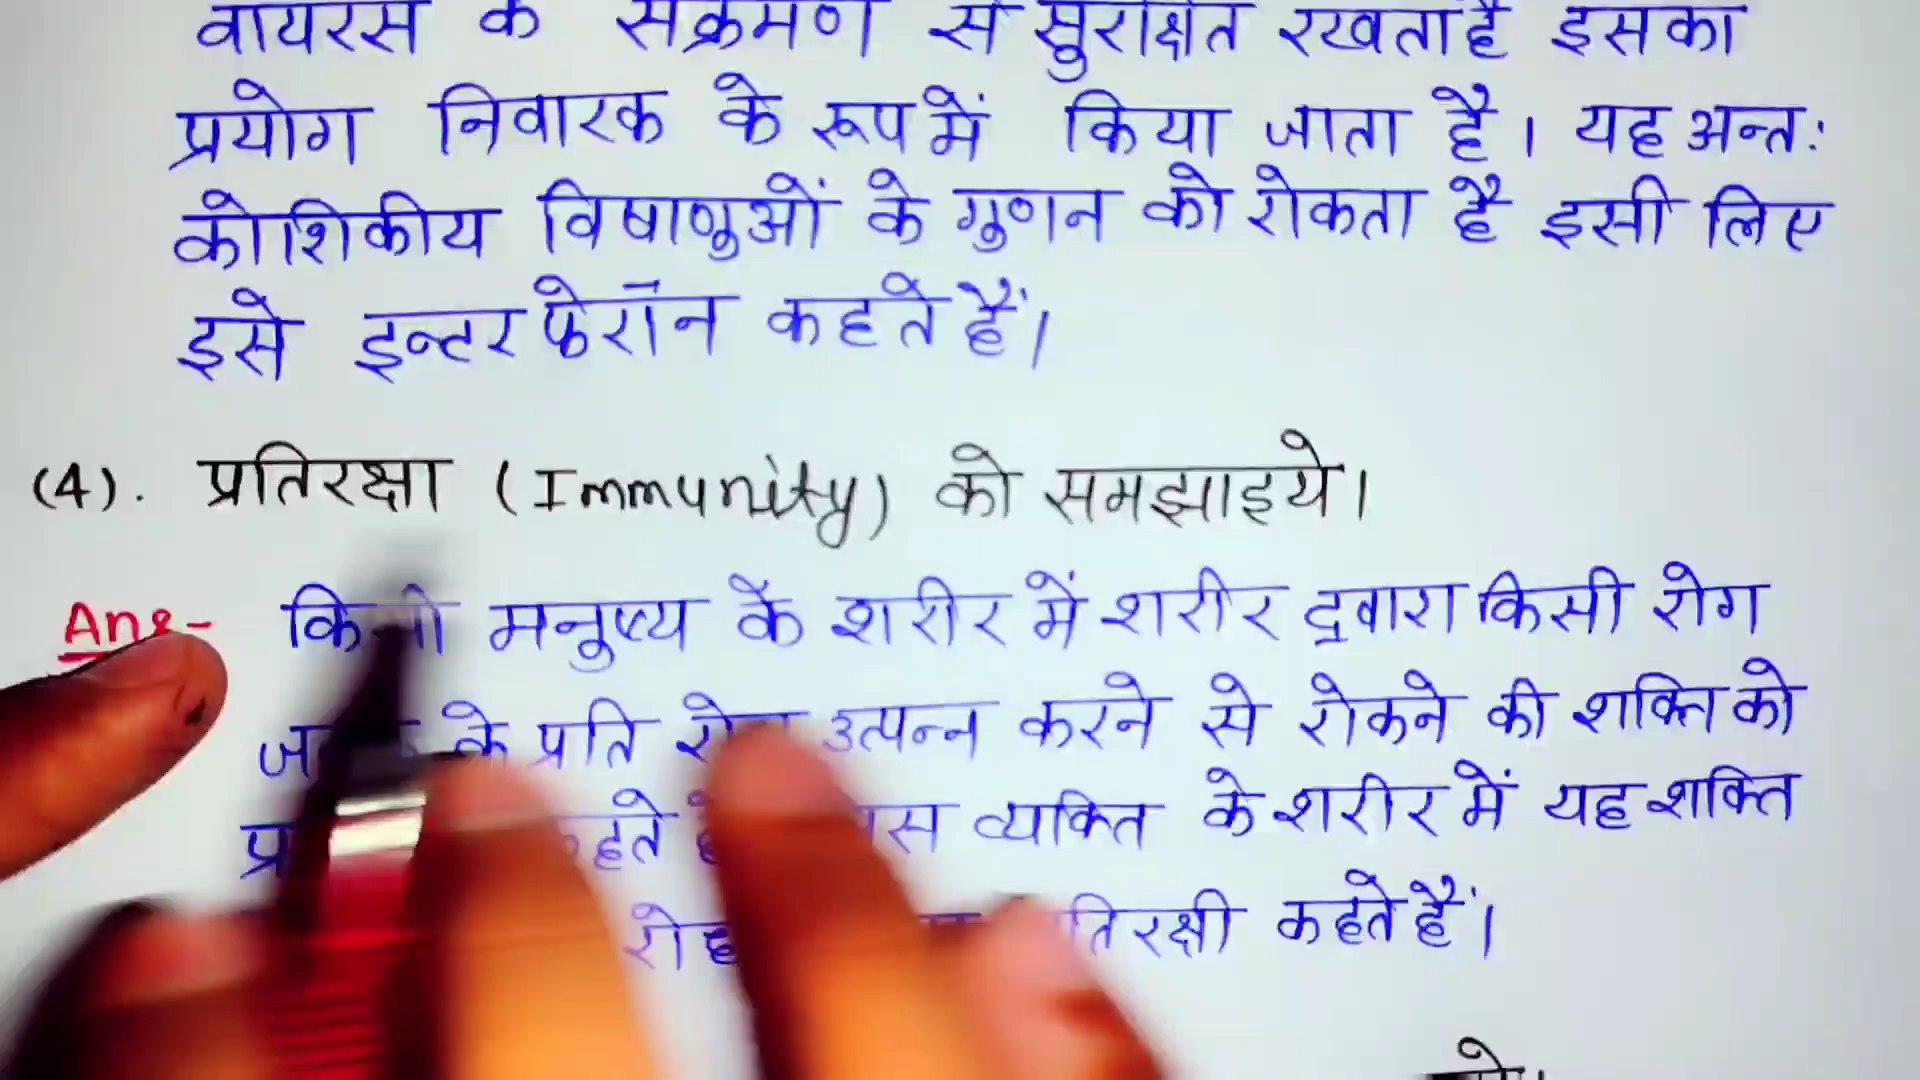 वायरस के संक्रमण से सुरक्षित रखता है इसका
प्रयोग निवारक के रूप में किया जाता है। यह अन्तः
कोशिकीय विषाणुओं के गुणन को रोकता है इसी लिए
इसे इन्टरफेरॉन कहते हैं।
(4). प्रतिरक्षा (Immunity) को समझाइये।
Ans- किसी मनुष्य के शरीर में शरीर द्वारा किसी रोग
के प्रति रोग उत्पन्न करने से रोकने की शक्ति को
कहते व्यक्ति के शरीर में यह शक्ति
कहते हैं।